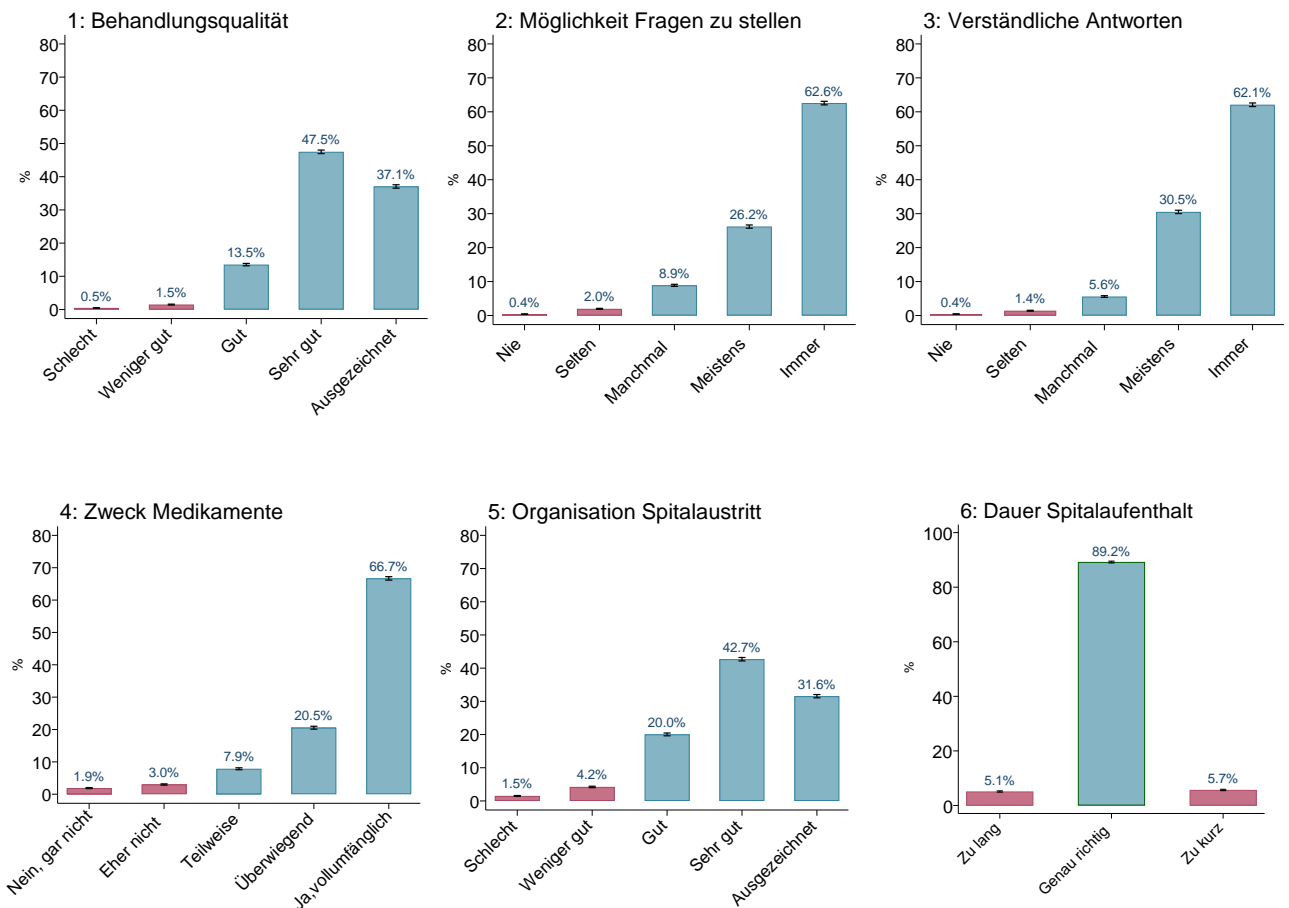 1: Behandlungsqualität
80
70
60
50
40
30
20
10
0
%
0.5%
1.5%
13.5%
47.5%
37.1%
Schlecht
Weniger gut
Gut
Sehr gut
Ausgezeichnet
2: Möglichkeit Fragen zu stellen
80
70
60
50
40
30
20
10
0
%
0.4%
2.0%
8.9%
26.2%
62.6%
Nie
Selten
Manchmal
Meistens
Immer
3: Verständliche Antworten
80
70
60
50
40
30
20
10
0
%
0.4%
1.4%
5.6%
30.5%
62.1%
Nie
Selten
Manchmal
Meistens
Immer
4: Zweck Medikamente
80
70
60
50
40
30
20
10
0
%
1.9%
3.0%
7.9%
20.5%
66.7%
Nein, gar nicht
Eher nicht
Teilweise
Überwiegend
Ja,vollumfänglich
5: Organisation Spitalaustritt
80
70
60
50
40
30
20
10
0
%
1.5%
4.2%
20.0%
42.7%
31.6%
Schlecht
Weniger gut
Gut
Sehr gut
Ausgezeichnet
6: Dauer Spitalaufenthalt
100
80
60
40
20
0
%
5.1%
89.2%
5.7%
Zu lang
Genau richtig
Zu kurz